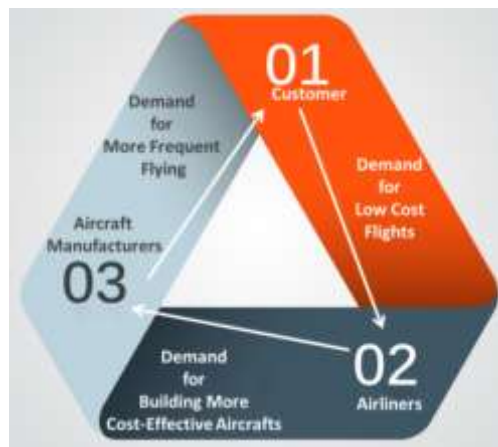 01
Customer
Demand
for
Low Cost
Flights
02
Airliners
Demand
for
Building More
Cost-Effective Aircrafts
Aircraft
Manufacturers
03
Demand
for
More Frequent
Flying